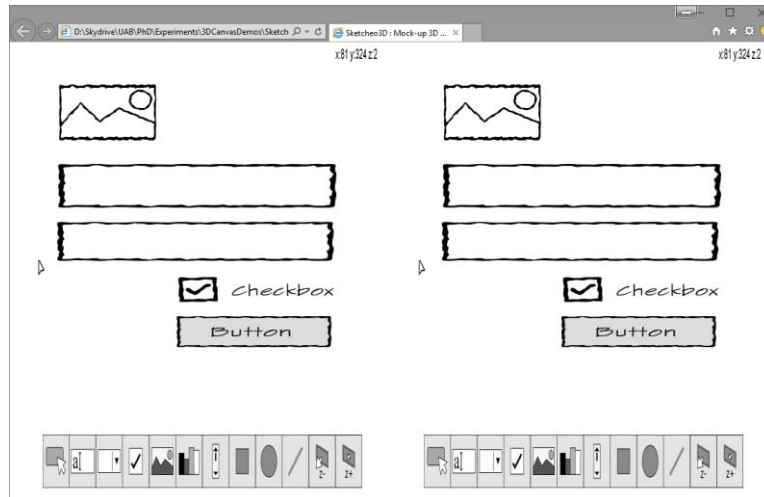 D:\Skydrive\UAB\PhD\Experiments\3DCanvasDemos\Sketch
Sketcheo3D : Mock-up 3D ...
x:81 y:324 z:2
x:81 y:324 z:2
Checkbox
Checkbox
Button
Button
a
z-
z+
a
z-
z+